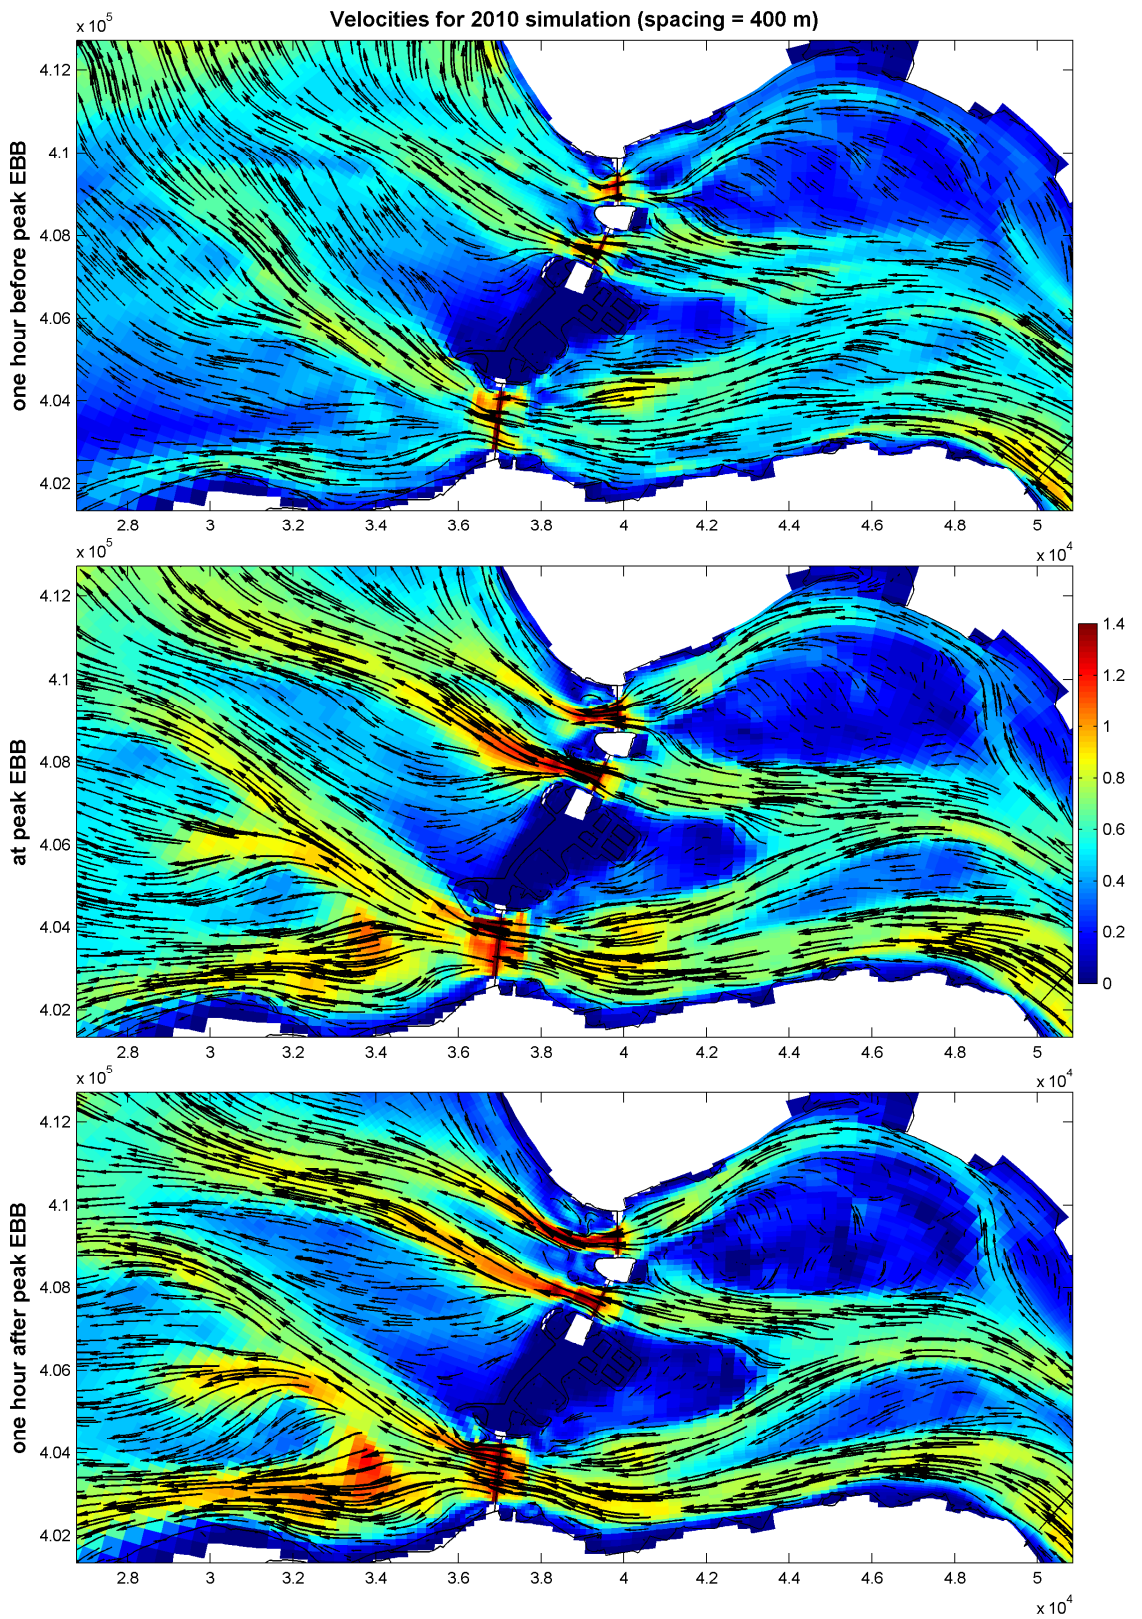 Velocities for 2010 simulation (spacing = 400 m)
x 10^5
one hour before peak EBB
4.12
4.1
4.08
4.06
4.04
4.02
2.8 3 3.2 3.4 3.6 3.8 4 4.2 4.4 4.6 4.8 5
x 10^4
x 10^5
at peak EBB
4.12
4.1
4.08
4.06
4.04
4.02
2.8 3 3.2 3.4 3.6 3.8 4 4.2 4.4 4.6 4.8 5
x 10^4
1.4
1.2
1
0.8
0.6
0.4
0.2
0
x 10^5
one hour after peak EBB
4.12
4.1
4.08
4.06
4.04
4.02
2.8 3 3.2 3.4 3.6 3.8 4 4.2 4.4 4.6 4.8 5
x 10^4